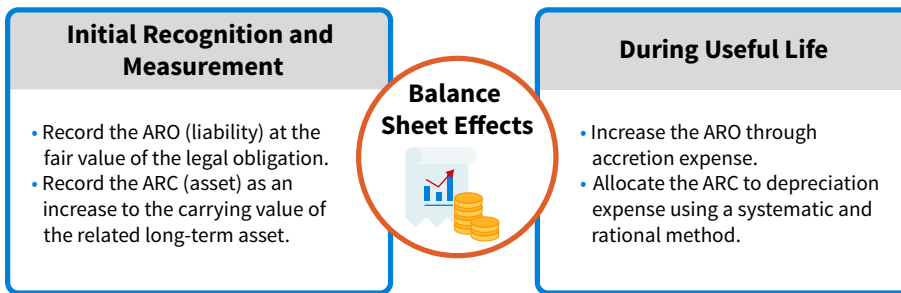 Initial Recognition and
Measurement
• Record the ARO (liability) at the
fair value of the legal obligation.
• Record the ARC (asset) as an
increase to the carrying value of
the related long-term asset.
Balance
Sheet Effects
During Useful Life
• Increase the ARO through
accretion expense.
• Allocate the ARC to depreciation
expense using a systematic and
rational method.